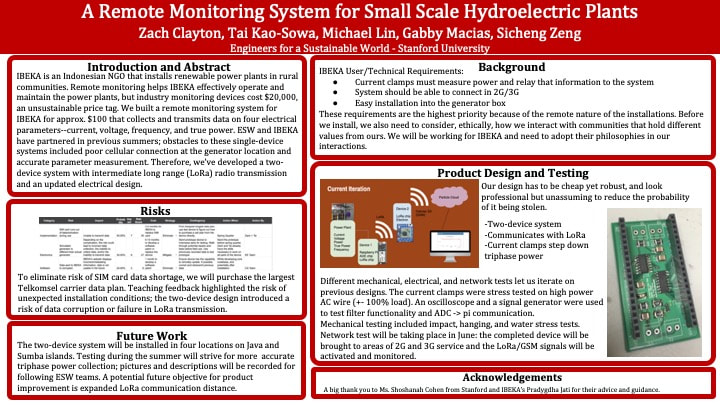 A Remote Monitoring System for Small Scale Hydroelectric Plants
Zach Clayton, Tai Kao-Sowa, Michael Lin, Gabby Macias, Sicheng Zeng
Engineers for a Sustainable World - Stanford University
Introduction and Abstract
IBEKA is an Indonesian NGO that installs renewable power plants in rural
communities. Remote monitoring helps IBEKA effectively operate and
maintain the power plants, but industry monitoring devices cost $20,000,
an unsustainable price tag. We built a remote monitoring system for
IBEKA for approx. $100 that collects and transmits data on four electrical
parameters--current, voltage, frequency, and true power. ESW and IBEKA
have partnered in previous summers; obstacles to these single-device
systems included poor cellular connection at the generator location and
accurate parameter measurement. Therefore, we've developed a two-
device system with intermediate long range (LoRa) radio transmission
and an updated electrical design.
Risks
To eliminate risk of SIM card data shortage, we will purchase the largest
Telkomsel carrier data plan. Teaching feedback highlighted the risk of
unexpected installation conditions; the two-device design introduced a
risk of data corruption or failure in LoRa transmission.
Future Work
The two-device system will be installed in four locations on Java and
Sumba islands. Testing during the summer will strive for more accurate
triphase power collection; pictures and descriptions will be recorded for
following ESW teams. A potential future objective for product
improvement is expanded LoRa communication distance.
Background
IBEKA User/Technical Requirements:
● Current clamps must measure power and relay that information to the system
● System should be able to connect in 2G/3G
● Easy installation into the generator box
These requirements are the highest priority because of the remote nature of the installations. Before
we install, we also need to consider, ethically, how we interact with communities that hold different
values from ours. We will be working for IBEKA and need to adopt their philosophies in our
interactions.
Product Design and Testing
Current Iteration
Power Plant
Current
Voltage
True Power
Frequency
Device 1
Device 2
LoRa
Particle Cloud
Our design has to be cheap yet robust, and look
professional but unassuming to reduce the probability
of it being stolen.
-Two-device system
-Communicates with LoRa
-Current clamps step down
triphase power
Different mechanical, electrical, and network tests let us iterate on
previous designs. The current clamps were stress tested on high power
AC wire (+- 100% load). An oscilloscope and a signal generator were used
to test filter functionality and ADC -> pi communication.
Mechanical testing included impact, hanging, and water stress tests.
Network test will be taking place in June: the completed device will be
brought to areas of 2G and 3G service and the LoRa/GSM signals will be
activated and monitored.
Acknowledgements
A big thank you to Ms. Shoshanah Cohen from Stanford and IBEKA's Pradygdha Jati for their advice and guidance.